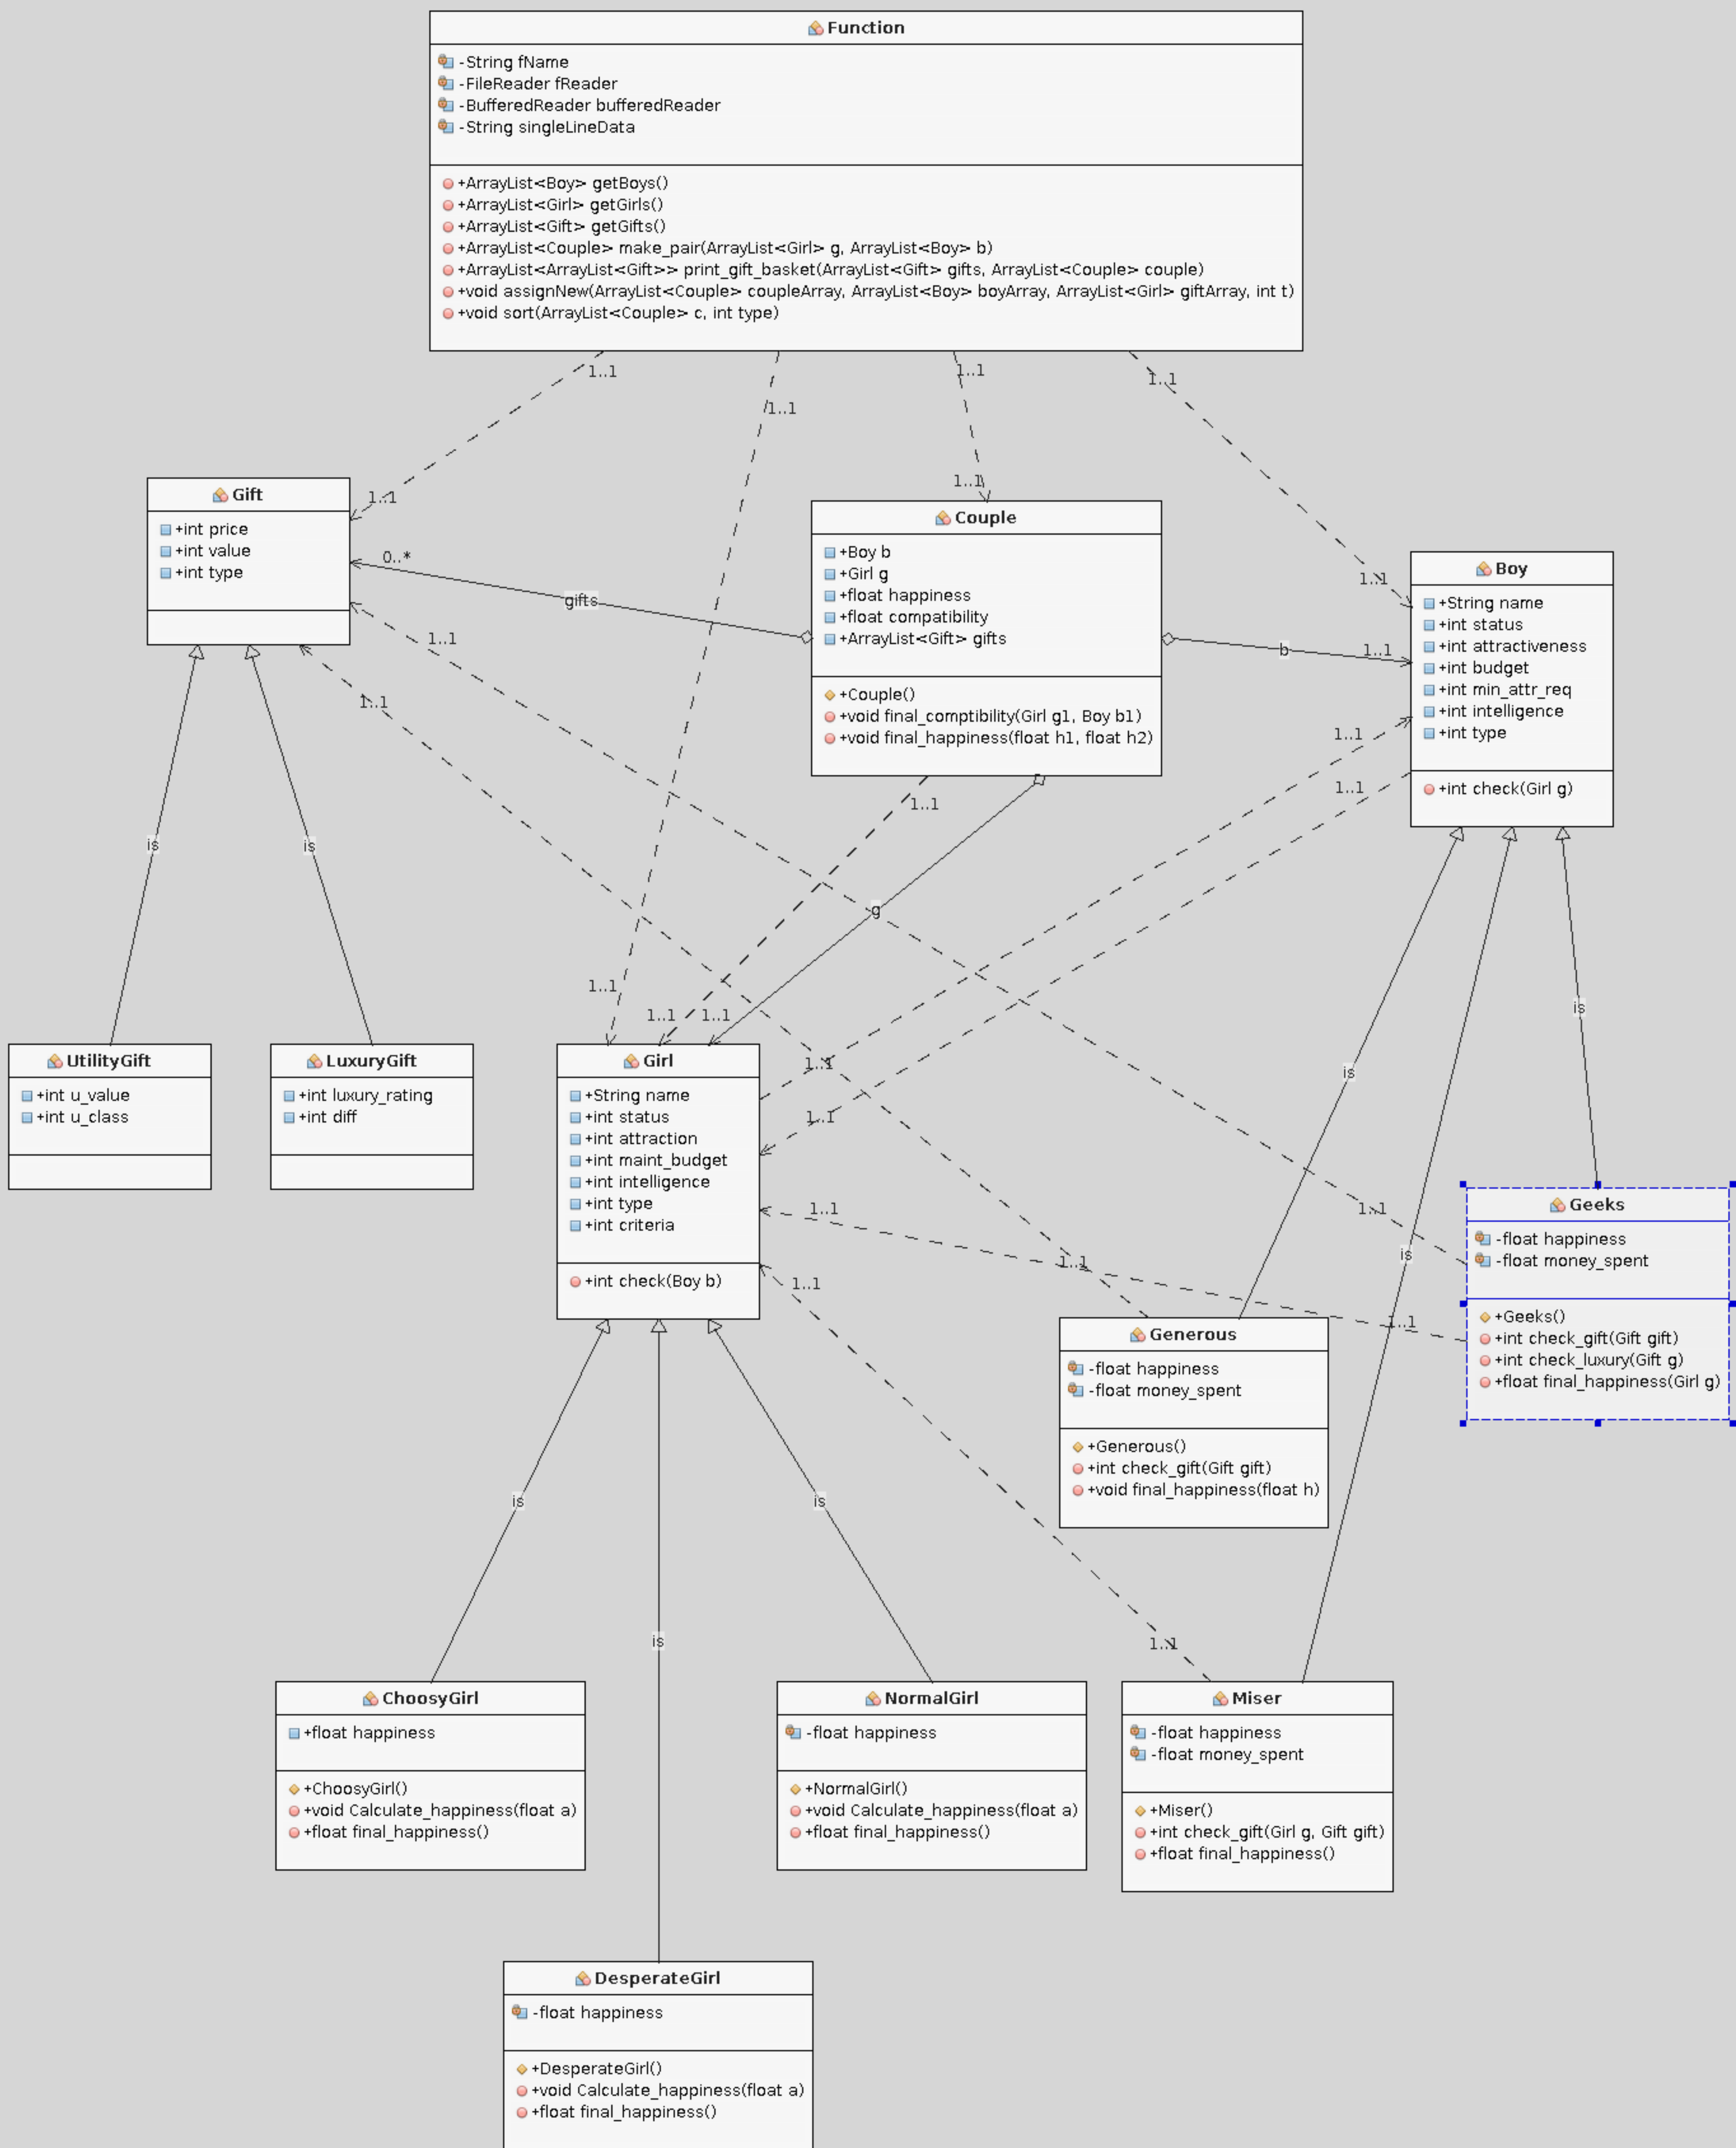 Function
-String fName
-FileReader fReader
-BufferedReader bufferedReader
-String singleLineData
+ArrayList<Boy> getBoys()
+ArrayList<Girl> getGirls()
+ArrayList<Gift> getGifts()
+ArrayList<Couple> make_pair(ArrayList<Girl> g, ArrayList<Boy> b)
+ArrayList<ArrayList<Gift>> print_gift_basket(ArrayList<Gift> gifts, ArrayList<Couple> couple)
+void assignNew(ArrayList<Couple> coupleArray, ArrayList<Boy> boyArray, ArrayList<Girl> giftArray, int t)
+void sort(ArrayList<Couple> c, int type)
1..1
1..1
1..1
1..1
1..1
1..1
1..1
1..1
Gift
+int price
+int value
+int type
0..*
gifts
1..1
1..1
Couple
+Boy b
+Girl g
+float happiness
+float compatibility
+ArrayList<Gift> gifts
+Couple()
+void final_comptibility(Girl g1, Boy b1)
+void final_happiness(float h1, float h2)
b
1..1
Boy
+String name
+int status
+int attractiveness
+int budget
+int min_attr_req
+int intelligence
+int type
+int check(Girl g)
1..1
1..1
1..1
g
is
is
is
is
is
1..1
1..1
UtilityGift
+int u_value
+int u_class
LuxuryGift
+int luxury_rating
+int diff
Girl
+String name
+int status
+int attraction
+int maint_budget
+int intelligence
+int type
+int criteria
+int check(Boy b)
1..1
1..1
1..1
1..1
1..1
1..1
1..1
Geeks
-float happiness
-float money_spent
+Geeks()
+int check_gift(Gift gift)
+int check_luxury(Gift g)
+float final_happiness(Girl g)
Generous
-float happiness
-float money_spent
+Generous()
+int check_gift(Gift gift)
+void final_happiness(float h)
is
is
is
is
1..1
ChoosyGirl
+float happiness
+ChoosyGirl()
+void Calculate_happiness(float a)
+float final_happiness()
NormalGirl
-float happiness
+NormalGirl()
+void Calculate_happiness(float a)
+float final_happiness()
Miser
-float happiness
-float money_spent
+Miser()
+int check_gift(Girl g, Gift gift)
+float final_happiness()
DesperateGirl
-float happiness
+DesperateGirl()
+void Calculate_happiness(float a)
+float final_happiness()